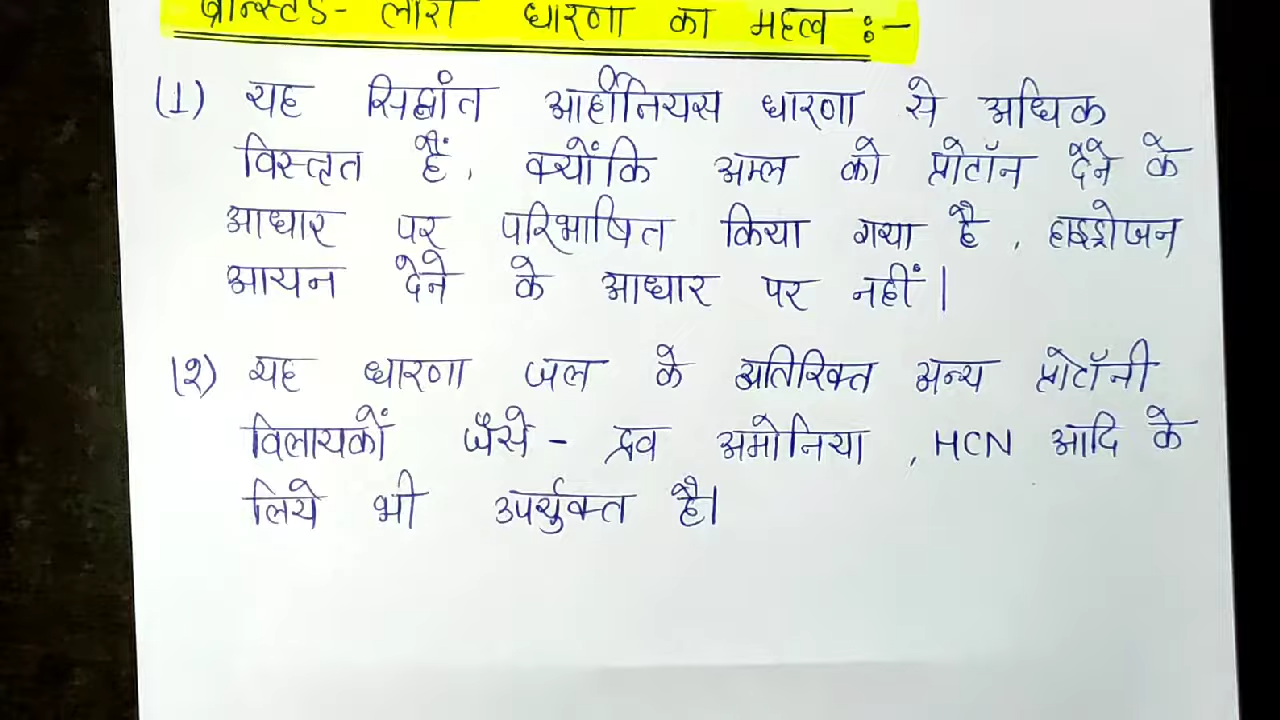 ब्रान्स्टेड- लोरी धारणा का महत्व :-
(1) यह सिद्धांत आर्हीनियस धारणा से अधिक
विस्तृत हैं, क्योंकि अम्ल को प्रोटॉन देने के
आधार पर परिभाषित किया गया है , हाइड्रोजन
आयन देने के आधार पर नहीं।
(२) यह धारणा जल के अतिरिक्त अन्य प्रोटॉनी
विलायकों जैसे - द्रव अमोनिया , HCN आदि के
लिये भी उपर्युक्त है।